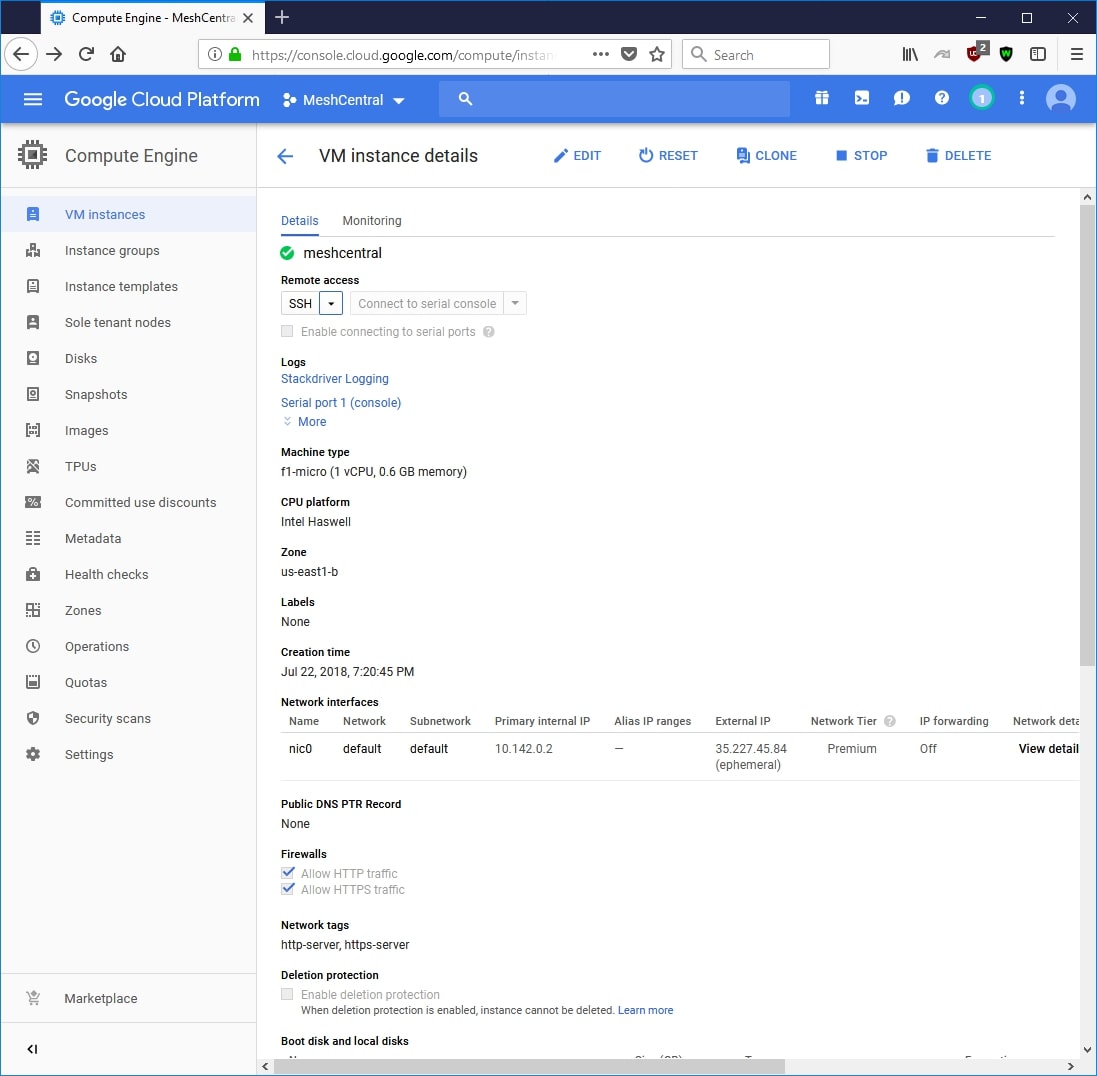 Compute Engine - MeshCentra
https://console.cloud.google.com/compute/instan
Search
2
Google Cloud Platform
MeshCentral
1
Compute Engine
VM instance details
EDIT
RESET
CLONE
STOP
DELETE
VM instances
Instance groups
Instance templates
Sole tenant nodes
Disks
Snapshots
Images
TPUs
Committed use discounts
Metadata
Health checks
Zones
Operations
Quotas
Security scans
Settings
Marketplace
Details Monitoring
meshcentral
Remote access
SSH Connect to serial console
Enable connecting to serial ports
Logs
Stackdriver Logging
Serial port 1 (console)
More
Machine type
f1-micro (1 vCPU, 0.6 GB memory)
CPU platform
Intel Haswell
Zone
us-east1-b
Labels
None
Creation time
Jul 22, 2018, 7:20:45 PM
Network interfaces
Name Network Subnetwork Primary internal IP Alias IP ranges External IP Network Tier IP forwarding Network deta
nic0 default default 10.142.0.2 — 35.227.45.84 Premium Off View detail
(ephemeral)
Public DNS PTR Record
None
Firewalls
Allow HTTP traffic
Allow HTTPS traffic
Network tags
http-server, https-server
Deletion protection
Enable deletion protection
When deletion protection is enabled, instance cannot be deleted. Learn more
Boot disk and local disks